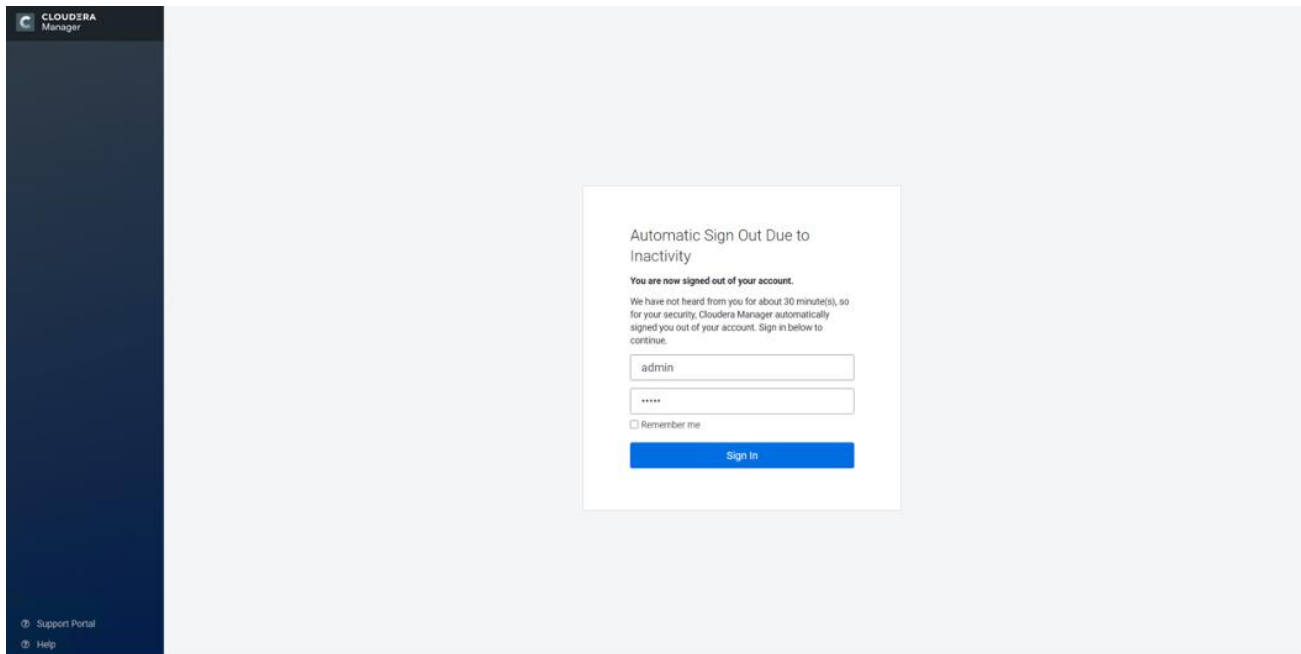 CLOUDERA
Manager
Automatic Sign Out Due to
Inactivity
You are now signed out of your account.
We have not heard from you for about 30 minute(s), so
for your security, Cloudera Manager automatically
signed you out of your account. Sign in below to
continue.
admin
•••••
Remember me
Sign In
Support Portal
Help